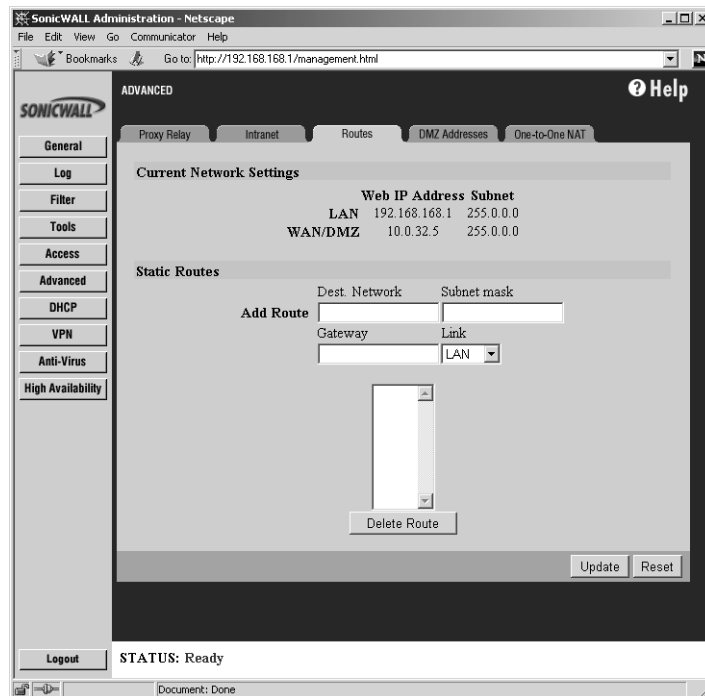 SonicWALL Administration - Netscape
File Edit View Go Communicator Help
Bookmarks Go to: http://192.168.168.1/management.html
N
SONICWALL
ADVANCED
? Help
Proxy Relay Intranet Routes DMZ Addresses One-to-One NAT
General
Log
Filter
Tools
Access
Advanced
DHCP
VPN
Anti-Virus
High Availability
Current Network Settings
Web IP Address Subnet
LAN 192.168.168.1 255.0.0.0
WAN/DMZ 10.0.32.5 255.0.0.0
Static Routes
Dest. Network Subnet mask
Add Route
Gateway Link
LAN
Delete Route
Update Reset
Logout
STATUS: Ready
Document: Done